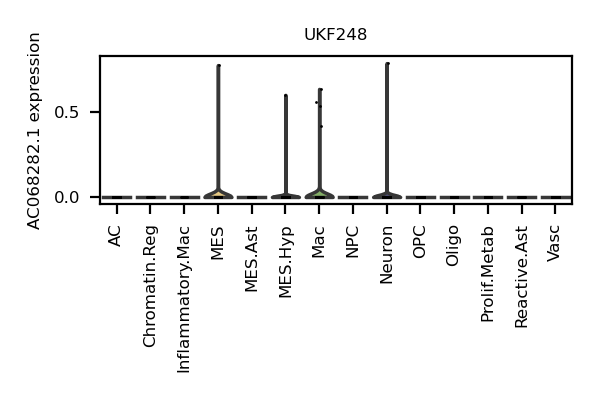 UKF248
AC068282.1 expression
0.5
0.0
AC
Chromatin.Reg
Inflammatory.Mac
MES
MES.Ast
MES.Hyp
Mac
NPC
Neuron
OPC
Oligo
Prolif.Metab
Reactive.Ast
Vasc